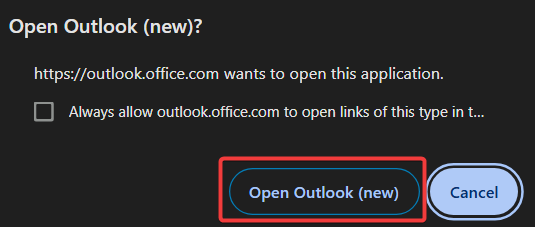 Open Outlook (new)?
https://outlook.office.com wants to open this application.
Always allow outlook.office.com to open links of this type in t...
Open Outlook (new)
Cancel